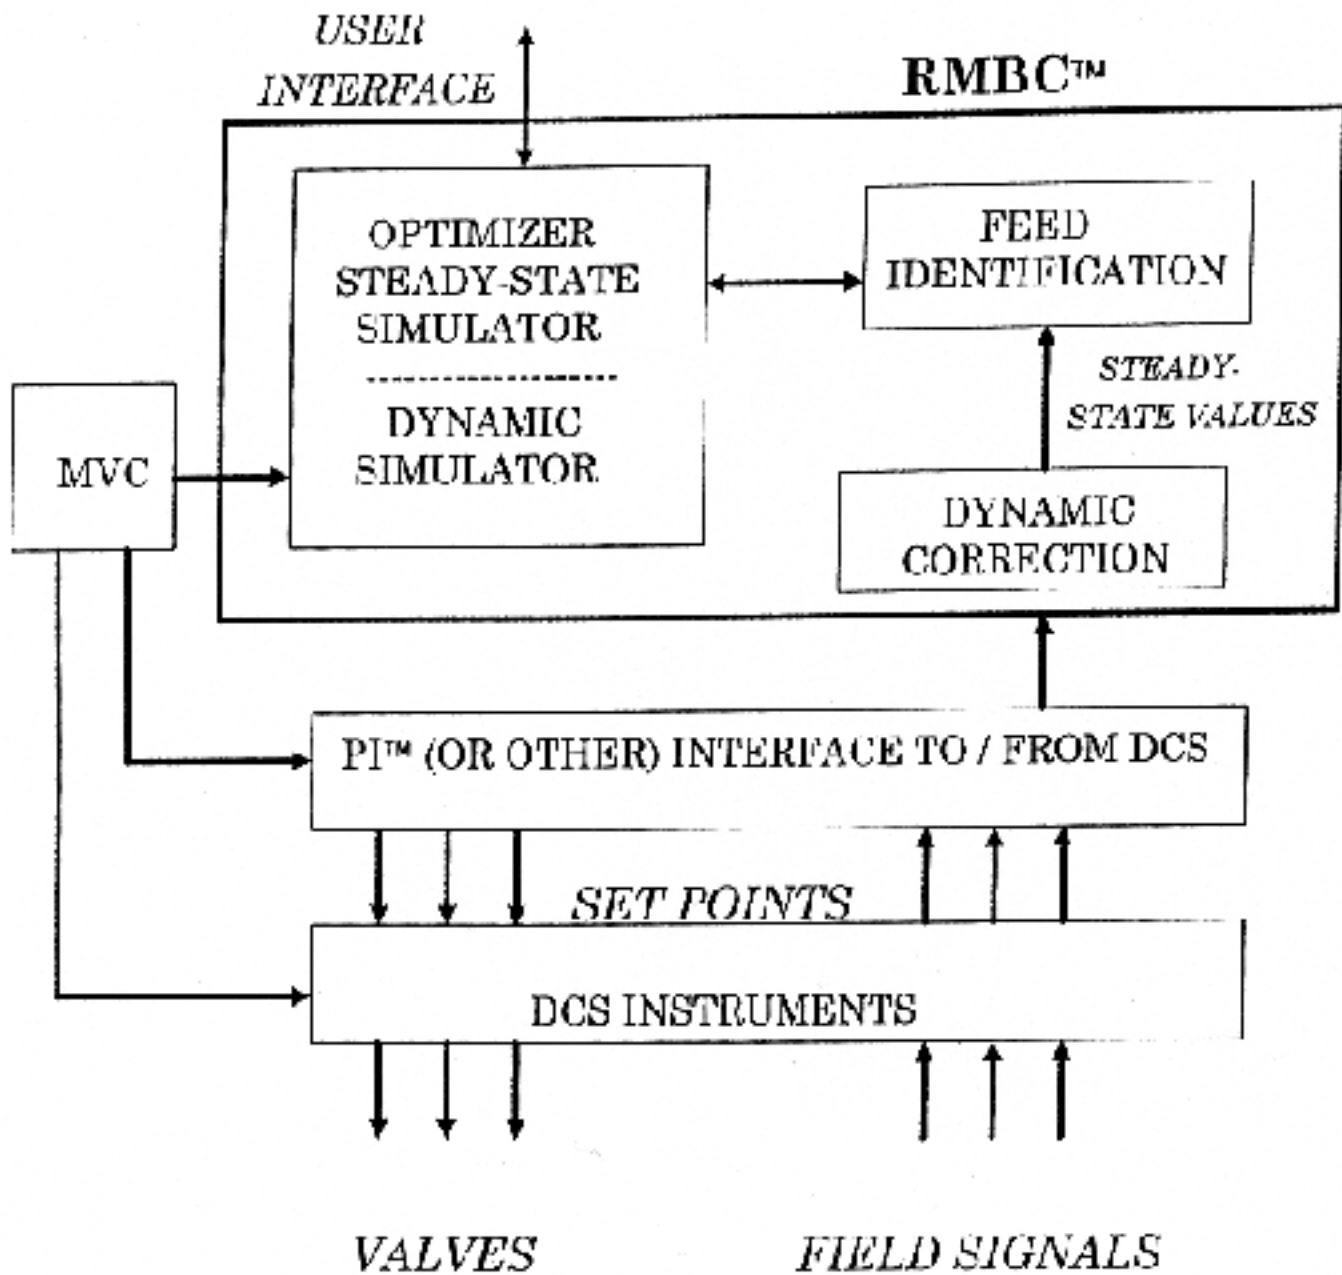 USER
INTERFACE
RMBC™
OPTIMIZER
STEADY-STATE
SIMULATOR
DYNAMIC
SIMULATOR
FEED
IDENTIFICATION
STEADY-
STATE VALUES
MVC
DYNAMIC
CORRECTION
PI™ (OR OTHER) INTERFACE TO / FROM DCS
SET POINTS
DCS INSTRUMENTS
VALVES
FIELD SIGNALS